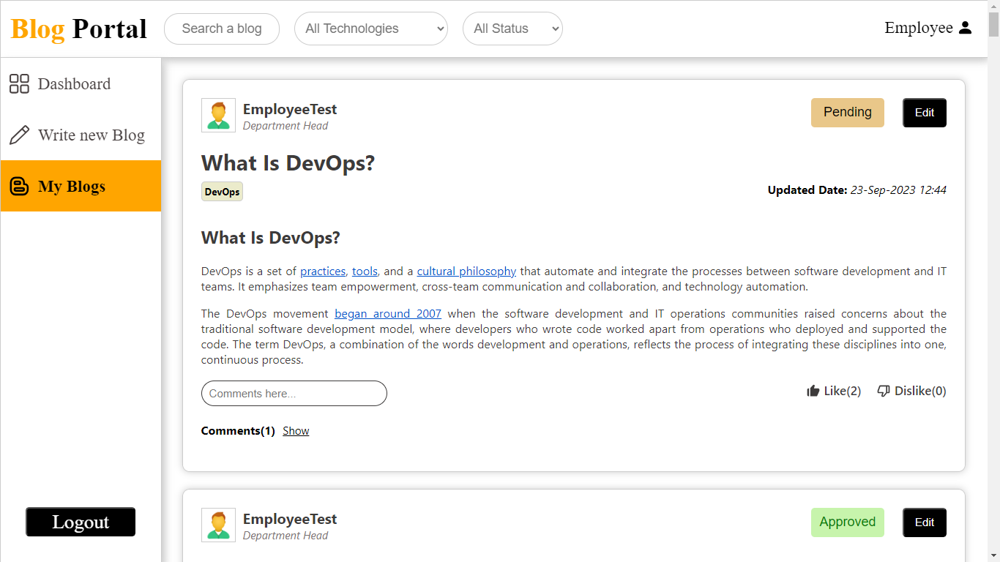 Blog Portal
Search a blog
All Technologies
All Status
Employee
Dashboard
Write new Blog
My Blogs
Logout
EmployeeTest
Department Head
Pending
Edit
What Is DevOps?
DevOps
Updated Date: 23-Sep-2023 12:44
What Is DevOps?
DevOps is a set of practices, tools, and a cultural philosophy that automate and integrate the processes between software development and IT
teams. It emphasizes team empowerment, cross-team communication and collaboration, and technology automation.
The DevOps movement began around 2007 when the software development and IT operations communities raised concerns about the
traditional software development model, where developers who wrote code worked apart from operations who deployed and supported the
code. The term DevOps, a combination of the words development and operations, reflects the process of integrating these disciplines into one,
continuous process.
Comments here...
Like(2)
Dislike(0)
Comments(1) Show
EmployeeTest
Department Head
Approved
Edit